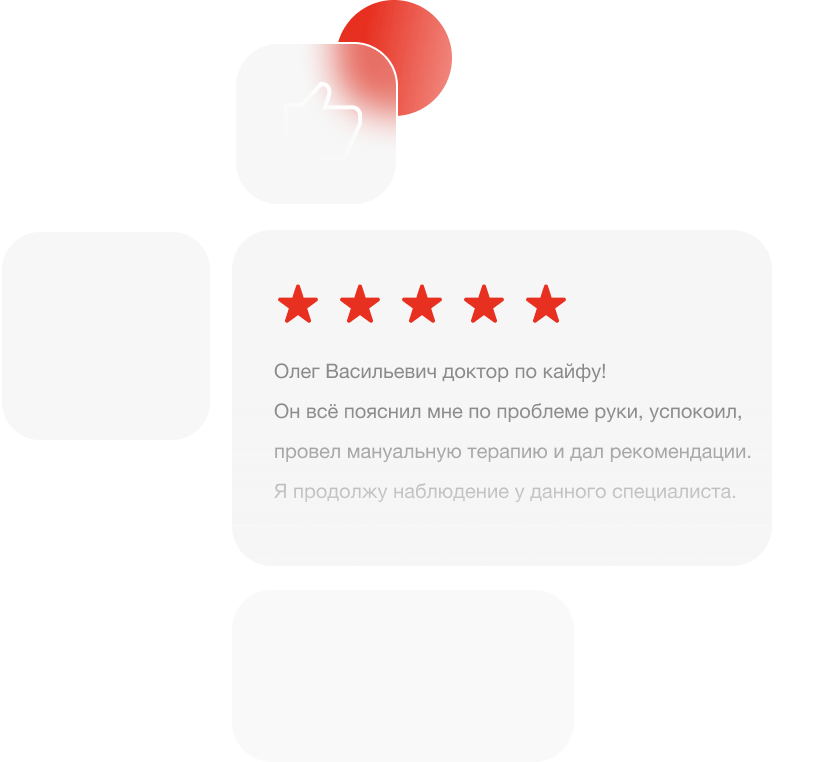 Олег Васильевич доктор по кайфу!
Он всё пояснил мне по проблеме руки, успокоил,
провел мануальную терапию и дал рекомендации.
Я продолжу наблюдение у данного специалиста.